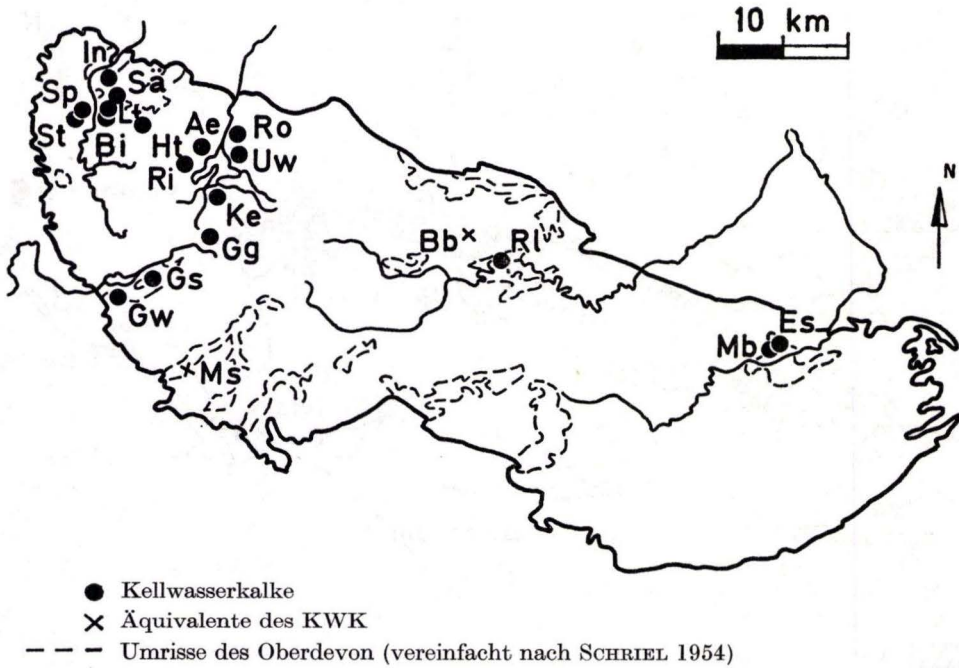 10 km
N
In
Sä
Sp
Lt
St
Bi
Ht
Ae
Ro
Ri
Uw
Ke
Gg
Gs
Gw
Bb
Rl
Ms
Es
Mb
Kellwasserkalke
Äquivalente des KWK
Umrisse des Oberdevon (vereinfacht nach SCHRIEL 1954)